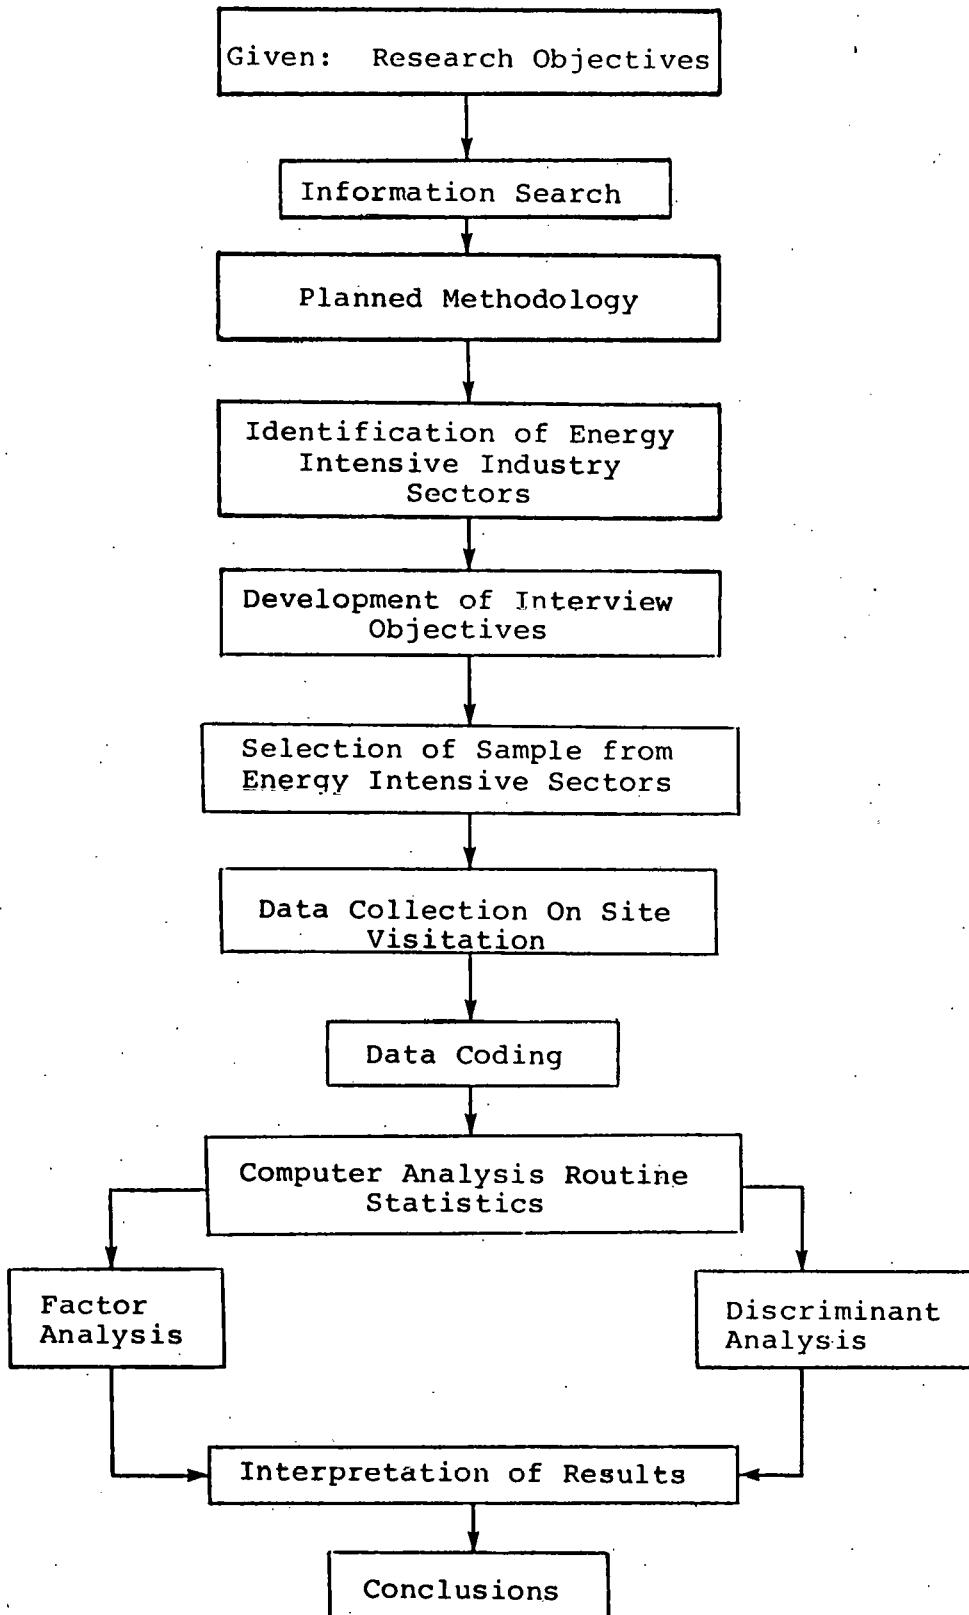 Given: Research Objectives
Information Search
Planned Methodology
Identification of Energy
Intensive Industry
Sectors
Development of Interview
Objectives
Selection of Sample from
Energy Intensive Sectors
Data Collection On Site
Visitation
Data Coding
Computer Analysis Routine
Statistics
Factor
Analysis
Discriminant
Analysis
Interpretation of Results
Conclusions